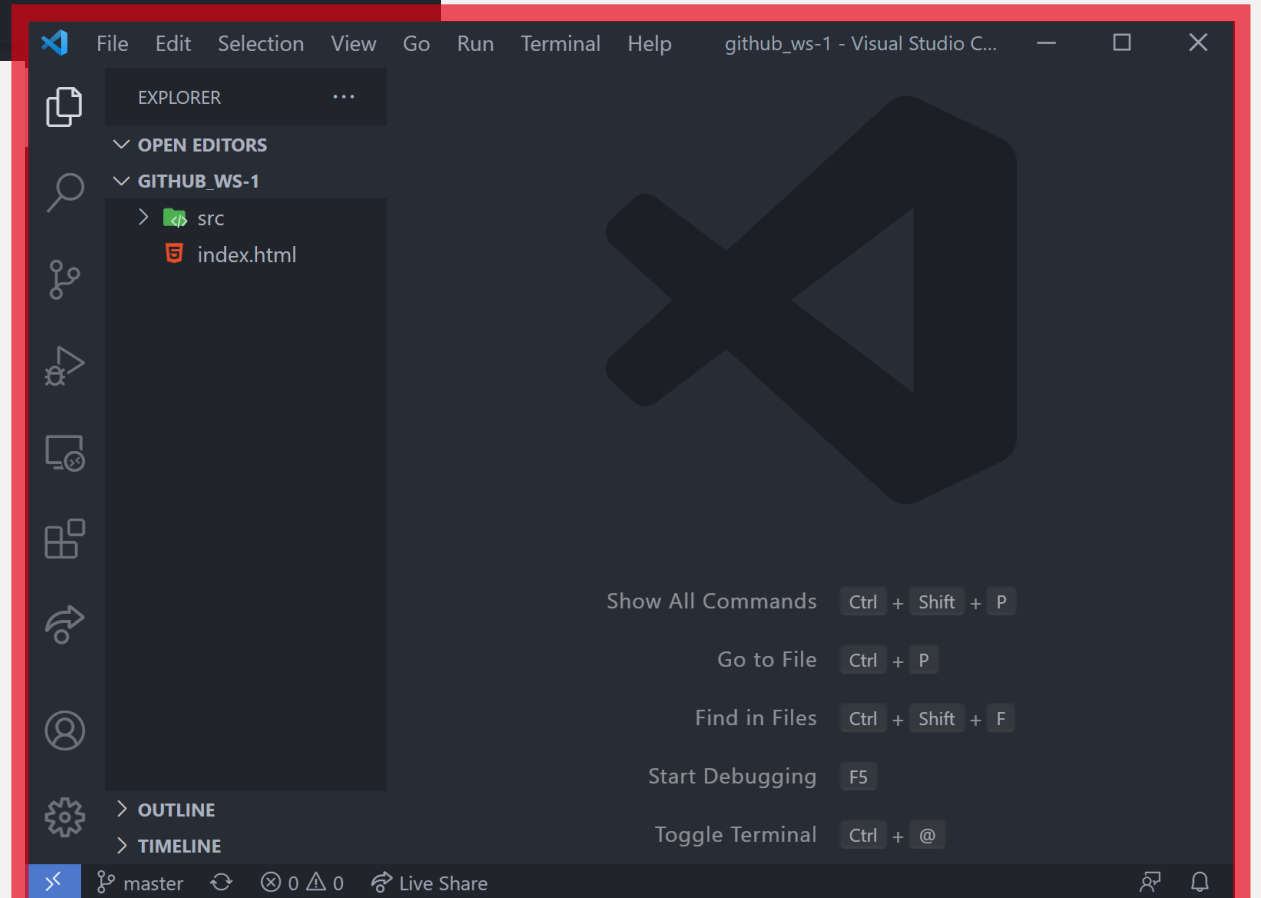 File Edit Selection View Go Run Terminal Help github_ws-1 - Visual Studio C...
EXPLORER ...
OPEN EDITORS
GITHUB_WS-1
src
index.html
Show All Commands Ctrl + Shift + P
Go to File Ctrl + P
Find in Files Ctrl + Shift + F
Start Debugging F5
Toggle Terminal Ctrl + @
OUTLINE
TIMELINE
master 0 0 Live Share